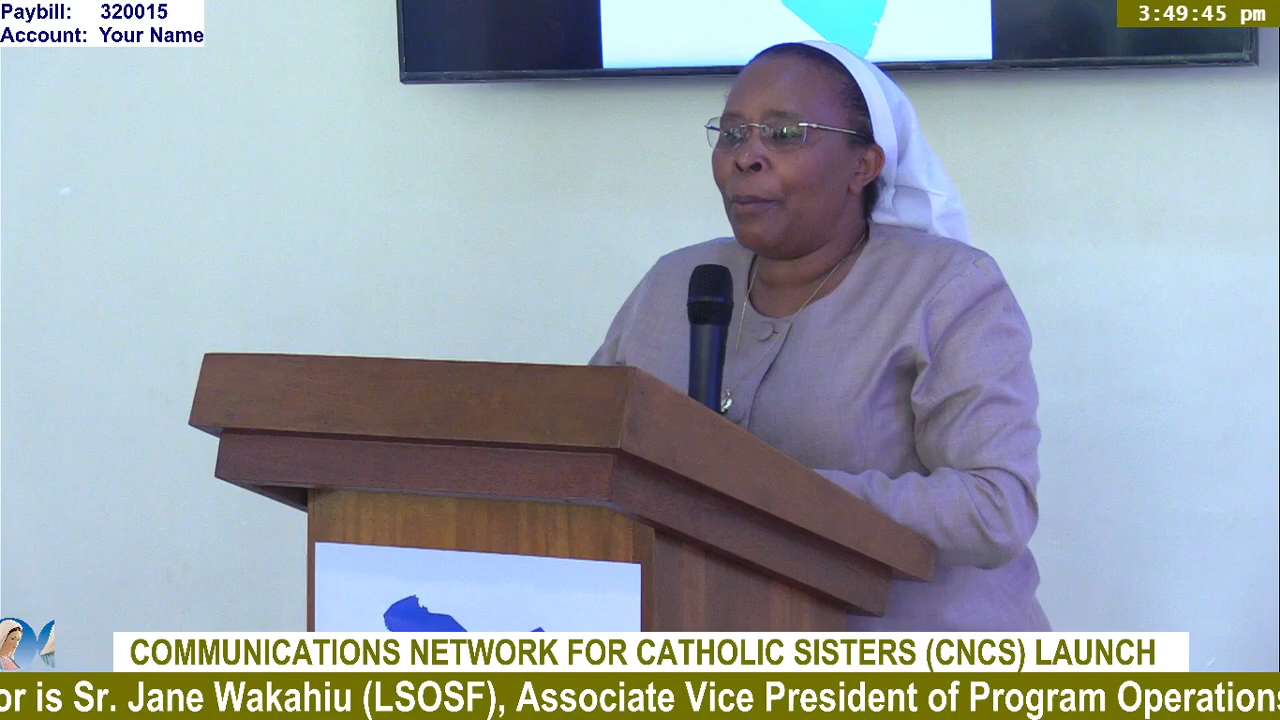 Paybill: 320015
Account: Your Name
3:49:45 pm
COMMUNICATIONS NETWORK FOR CATHOLIC SISTERS (CNCS) LAUNCH
or is Sr. Jane Wakahiu (LSOSF), Associate Vice President of Program Operations